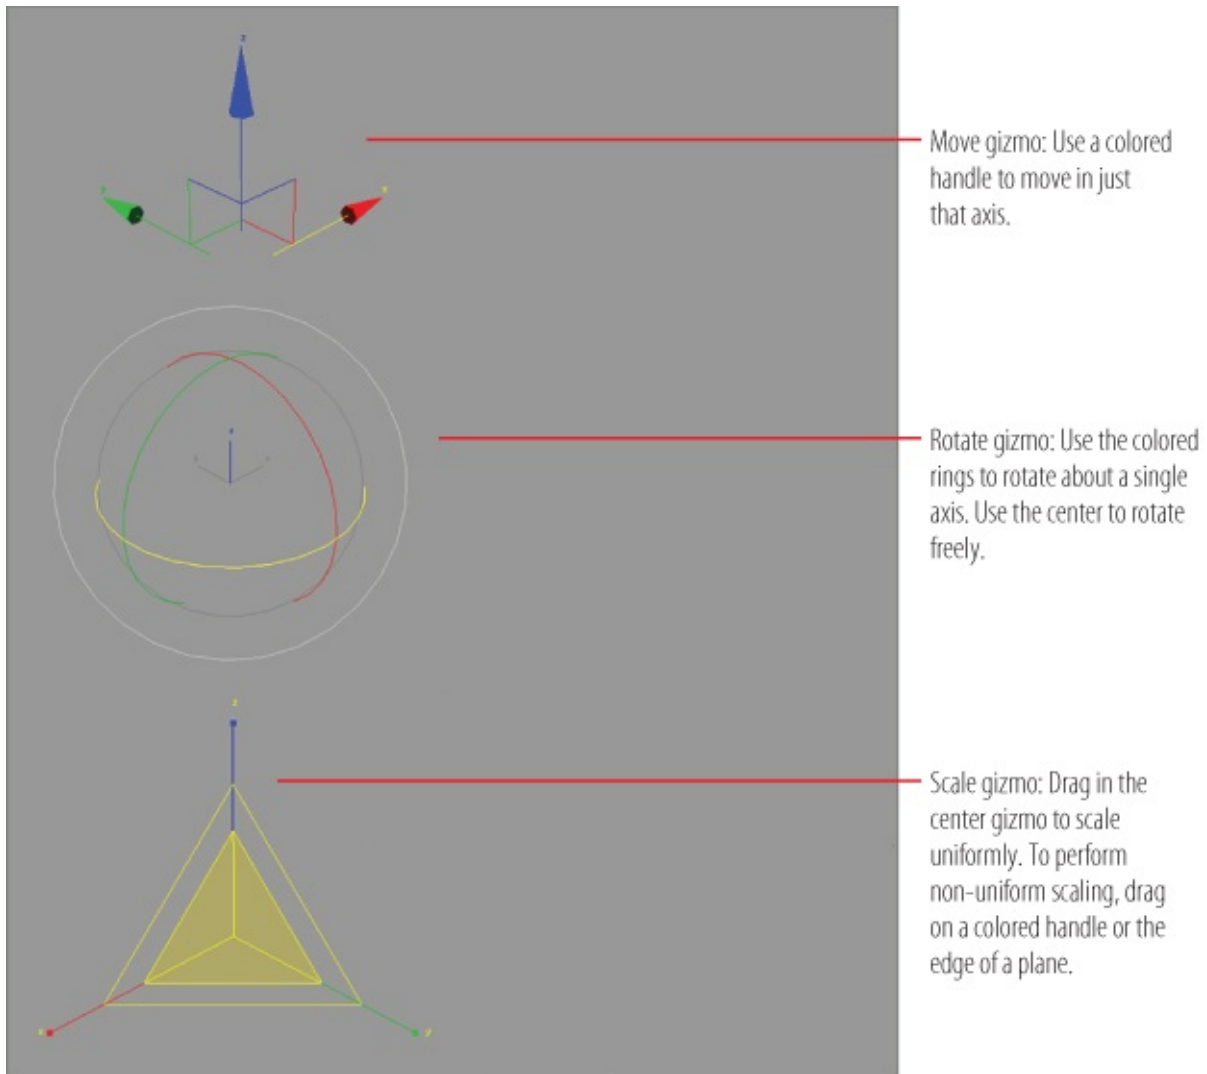 z
y
x
Move gizmo: Use a colored
handle to move in just
that axis.
Rotate gizmo: Use the colored
rings to rotate about a single
axis. Use the center to rotate
freely.
z
x
y
Scale gizmo: Drag in the
center gizmo to scale
uniformly. To perform
non-uniform scaling, drag
on a colored handle or the
edge of a plane.